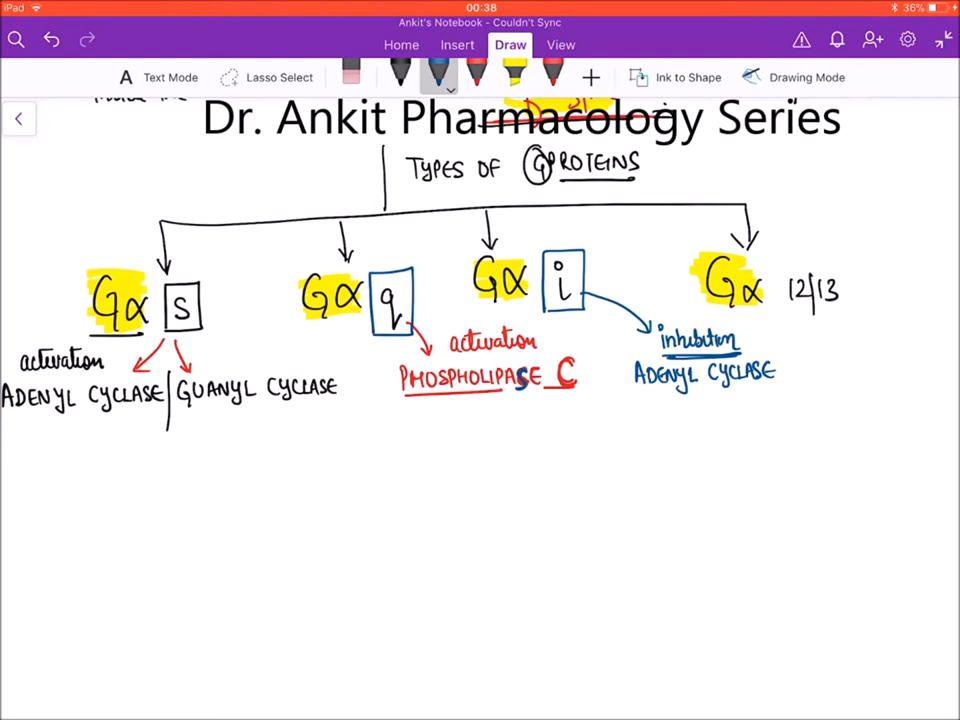 iPad 00:38 36%
Ankit's Notebook - Couldn't Sync
Home Insert Draw View
A Text Mode Lasso Select Ink to Shape Drawing Mode
Dr. Ankit Pharmacology Series
TYPES OF G PROTEINS
Gα s Gα q Gα i Gα 12/13
activation activation inhibition
ADENYL CYCLASE / GUANYL CYCLASE PHOSPHOLIPASE C ADENYL CYCLASE